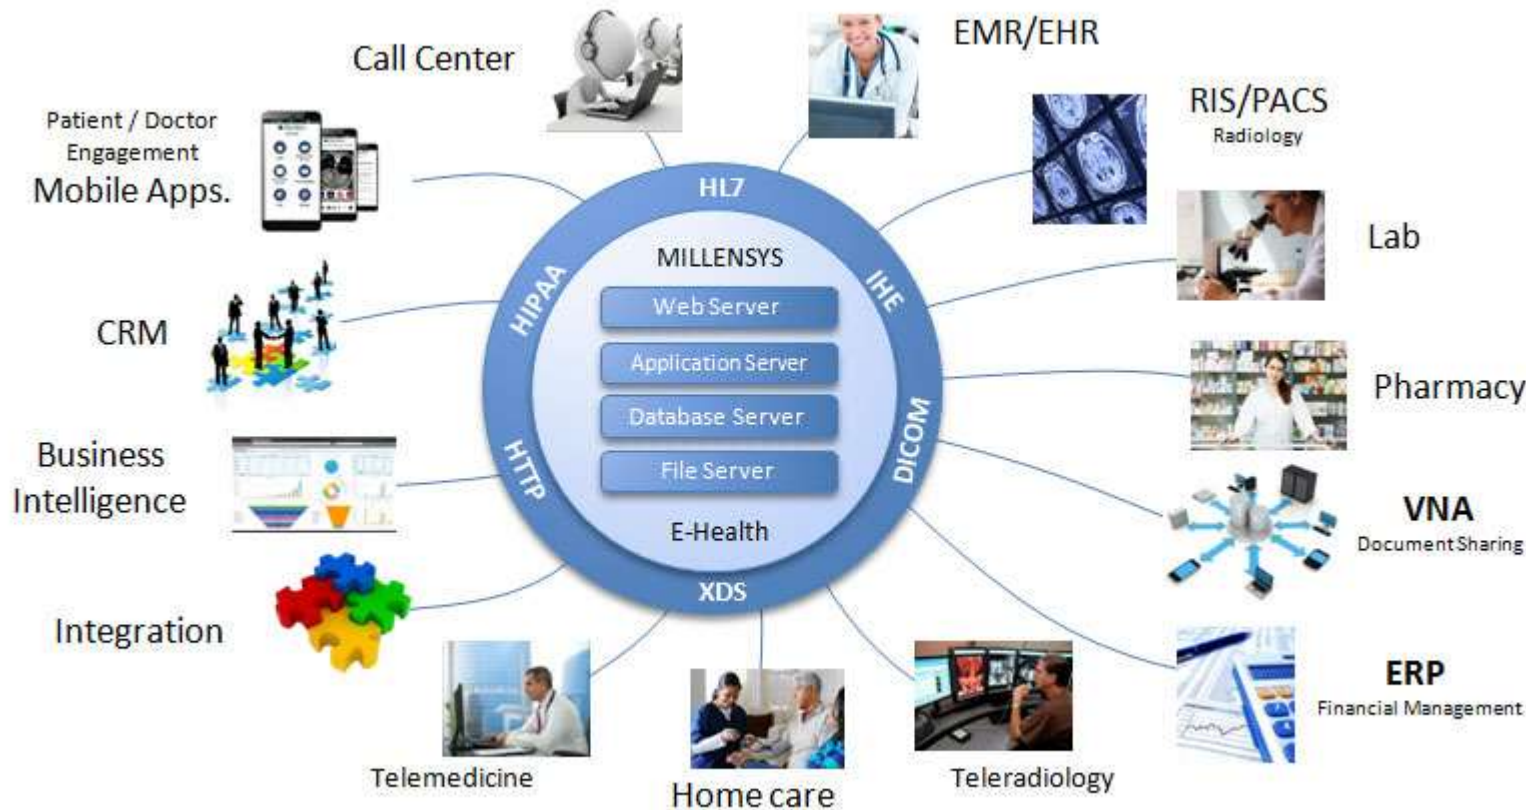 Call Center
EMR/EHR
Patient / Doctor
Engagement
Mobile Apps.
RIS/PACS
Radiology
Lab
CRM
Pharmacy
Business
Intelligence
VNA
Document Sharing
Integration
ERP
Financial Management
Telemedicine
Home care
Teleradiology
HL7
IHE
DICOM
XDS
HTTP
HIPAA
MILLENSYS
Web Server
Application Server
Database Server
File Server
E-Health